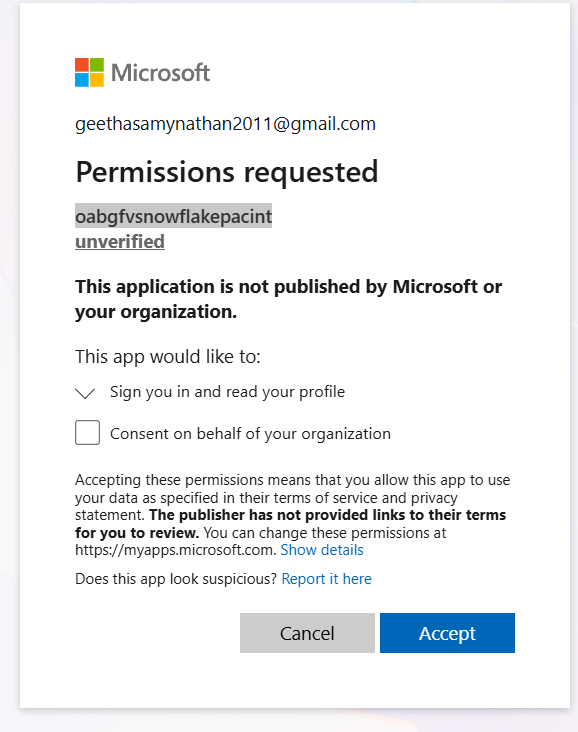 Microsoft
geethasamynathan2011@gmail.com
Permissions requested
oabgfvsnowflakepacint
unverified
This application is not published by Microsoft or
your organization.
This app would like to:
Sign you in and read your profile
Consent on behalf of your organization
Accepting these permissions means that you allow this app to use
your data as specified in their terms of service and privacy
statement. The publisher has not provided links to their terms
for you to review. You can change these permissions at
https://myapps.microsoft.com. Show details
Does this app look suspicious? Report it here
Cancel Accept